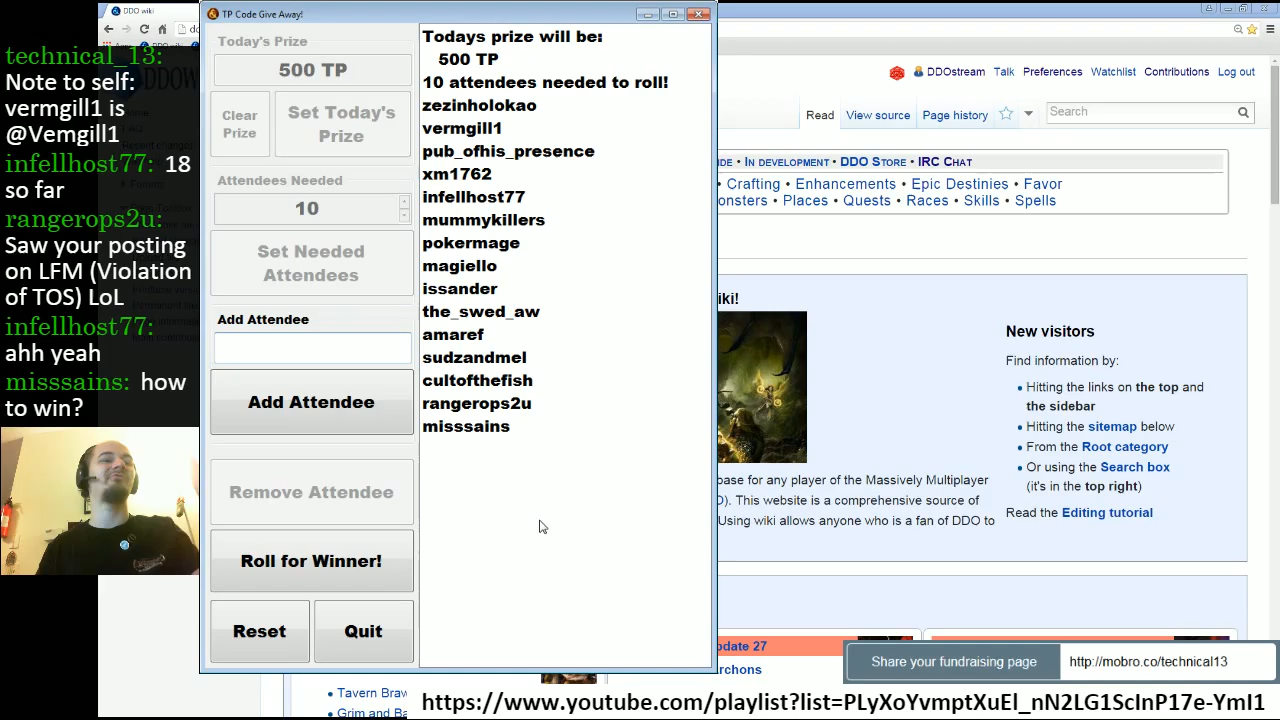 DDO wiki
TP Code Give Away!
technical_13:
Note to self:
vermgill1 is
@Vemgill1
infellhost77: 18
so far
rangerops2u:
Saw your posting
on LFM (Violation
of TOS) LoL
infellhost77:
ahh yeah
misssains: how
to win?
Today's Prize
500 TP
Clear
Prize
Set Today's
Prize
Attendees Needed
10
Set Needed
Attendees
Add Attendee
Add Attendee
Remove Attendee
Roll for Winner!
Reset
Quit
Todays prize will be:
500 TP
10 attendees needed to roll!
zezinholokao
vermgill1
pub_ofhis_presence
xm1762
infellhost77
mummykillers
pokermage
magiello
issander
the_swed_aw
amaref
sudzandmel
cultofthefish
rangerops2u
misssains
DDOstream Talk Preferences Watchlist Contributions Log out
Read View source Page history Search
• In development • DDO Store • IRC Chat
• Crafting • Enhancements • Epic Destinies • Favor
• Places • Quests • Races • Skills • Spells
New visitors
Find information by:
• Hitting the links on the top and
the sidebar
• Hitting the sitemap below
• From the Root category
• Or using the Search box
(it's in the top right)
Read the Editing tutorial
for any player of the Massively Multiplayer
). This website is a comprehensive source of
Using wiki allows anyone who is a fan of DDO to
27
Share your fundraising page http://mobro.co/technical13
• Tavern
• Grim and
https://www.youtube.com/playlist?list=PLyXoYvmptXuEl_nN2LG1ScInP17e-YmI1